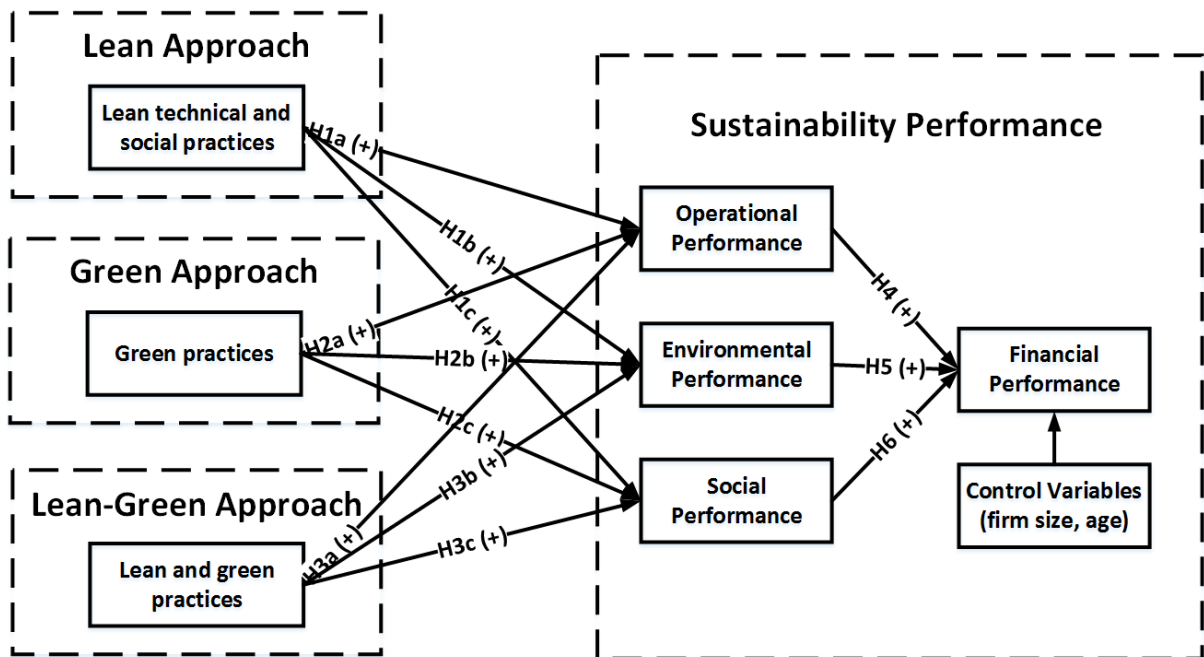 Lean Approach
Lean technical and
social practices
Green Approach
Green practices
Lean-Green Approach
Lean and green
practices
H1a (+)
H1b (+)
H1c (+)
H2a (+)
H2b (+)
H2c (+)
H3a (+)
H3b (+)
H3c (+)
Sustainability Performance
Operational
Performance
Environmental
Performance
Social
Performance
H4 (+)
H5 (+)
H6 (+)
Financial
Performance
Control Variables
(firm size, age)